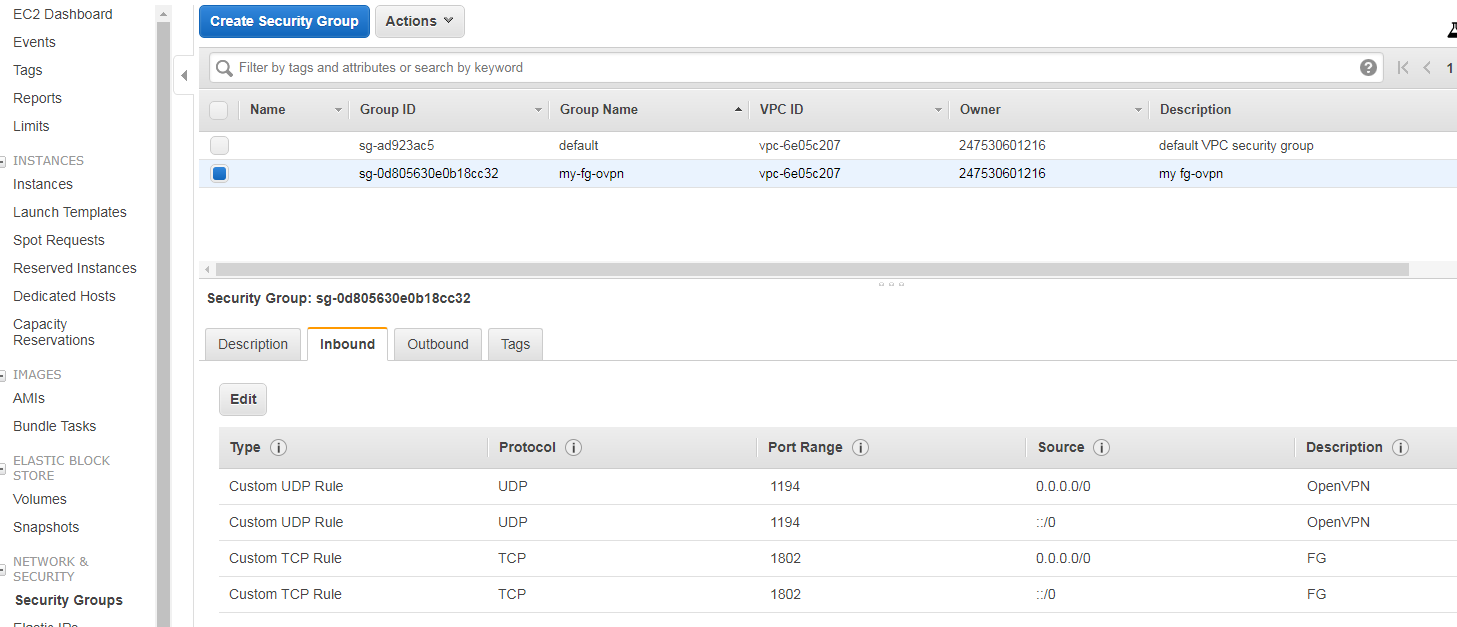 EC2 Dashboard
Events
Tags
Reports
Limits
INSTANCES
Instances
Launch Templates
Spot Requests
Reserved Instances
Dedicated Hosts
Capacity
Reservations
IMAGES
AMIs
Bundle Tasks
ELASTIC BLOCK
STORE
Volumes
Snapshots
NETWORK &
SECURITY
Security Groups
Elastic IPs
Create Security Group Actions
Filter by tags and attributes or search by keyword ? 1
Name Group ID Group Name VPC ID Owner Description
sg-ad923ac5 default vpc-6e05c207 247530601216 default VPC security group
sg-0d805630e0b18cc32 my-fg-ovpn vpc-6e05c207 247530601216 my fg-ovpn
Security Group: sg-0d805630e0b18cc32
Description Inbound Outbound Tags
Edit
Type i Protocol i Port Range i Source i Description i
Custom UDP Rule UDP 1194 0.0.0.0/0 OpenVPN
Custom UDP Rule UDP 1194 ::/0 OpenVPN
Custom TCP Rule TCP 1802 0.0.0.0/0 FG
Custom TCP Rule TCP 1802 ::/0 FG